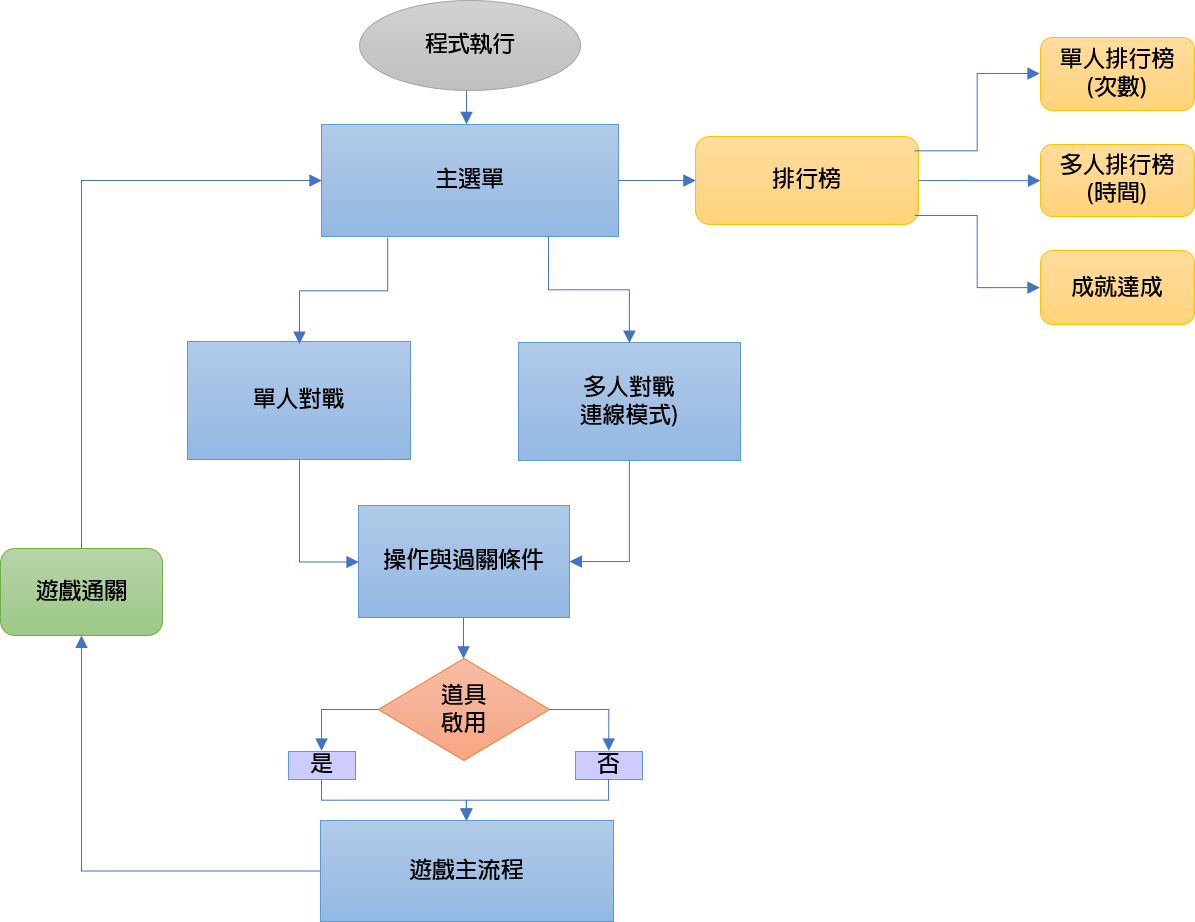 程式執行
主選單
排行榜
單人排行榜
(次數)
多人排行榜
(時間)
成就達成
單人對戰
多人對戰
連線模式)
操作與過關條件
遊戲通關
道具
啟用
是
否
遊戲主流程